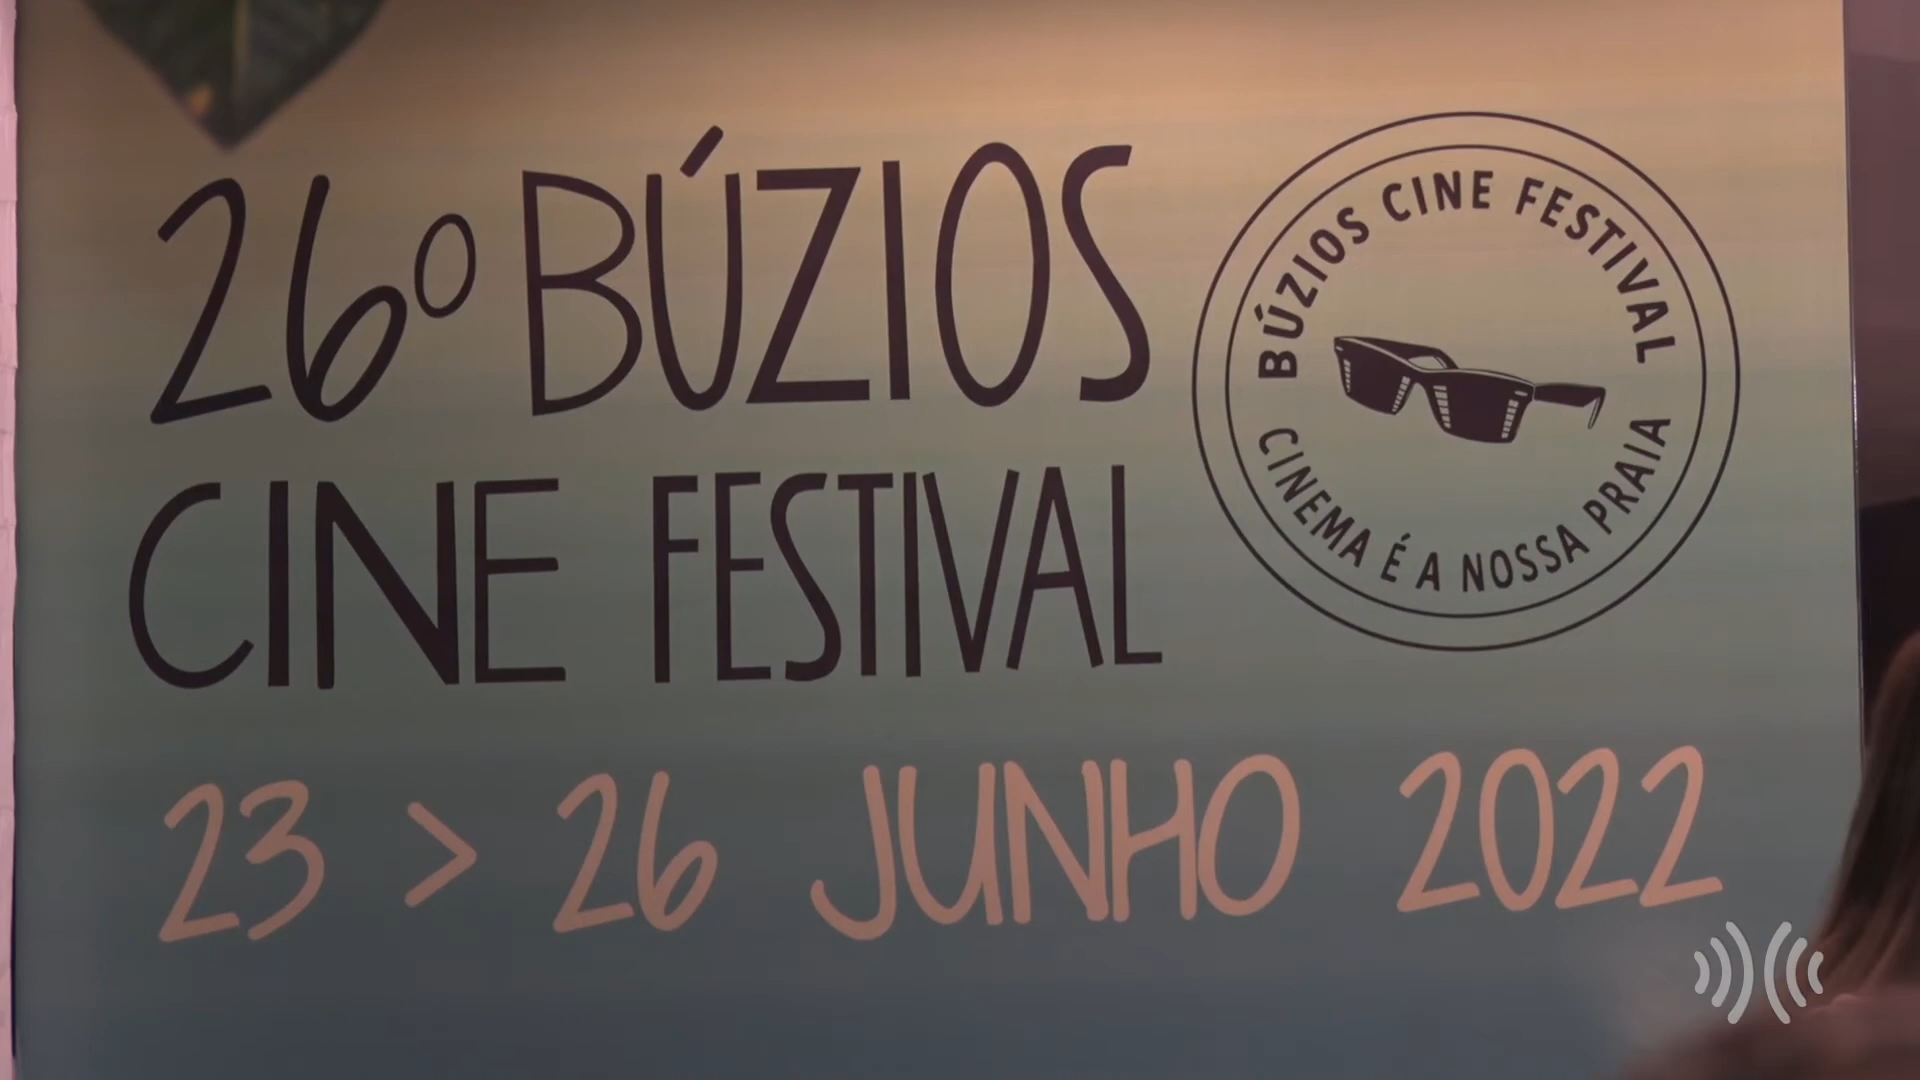 26º BÚZIOS
CINE FESTIVAL
BÚZIOS CINE FESTIVAL
CINEMA É A NOSSA PRAIA
23 > 26 JUNHO 2022